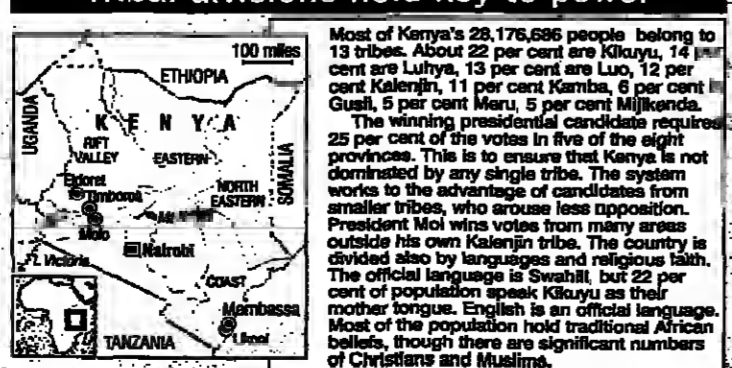 Tribal divisions hold key to power
100 miles
ETHIOPIA
UGANDA
KENYA
RIFT
VALLEY
EASTERN
SOMALIA
NORTH
EASTERN
Eldoret
Molo
Nairobi
L Victoria
COAST
Mombassa
Likoni
TANZANIA
Most of Kenya's 28,176,686 people belong to
13 tribes. About 22 per cent are Kikuyu, 14 per
cent are Luhya, 13 per cent are Luo, 12 per
cent Kalenjin, 11 per cent Kamba, 6 per cent
Gusii, 5 per cent Meru, 5 per cent Mijikenda.
The winning presidential candidate requires
25 per cent of the votes in five of the eight
provinces. This is to ensure that Kenya is not
dominated by any single tribe. The system
works to the advantage of candidates from
smaller tribes, who arouse less opposition.
President Moi wins votes from many areas
outside his own Kalenjin tribe. The country is
divided also by languages and religious faith.
The official language is Swahili, but 22 per
cent of population speak Kikuyu as their
mother tongue. English is an official language.
Most of the population hold traditional African
beliefs, though there are significant numbers
of Christians and Muslims.